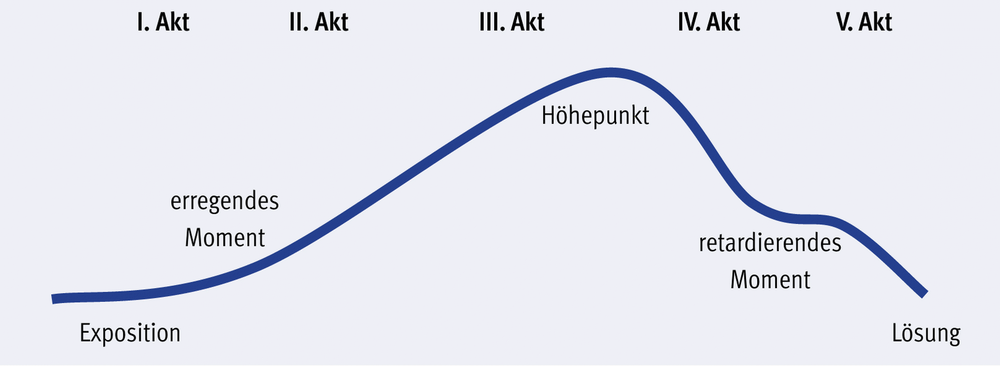 I. Akt
II. Akt
III. Akt
IV. Akt
V. Akt
Höhepunkt
erregendes
Moment
retardierendes
Moment
Exposition
Lösung